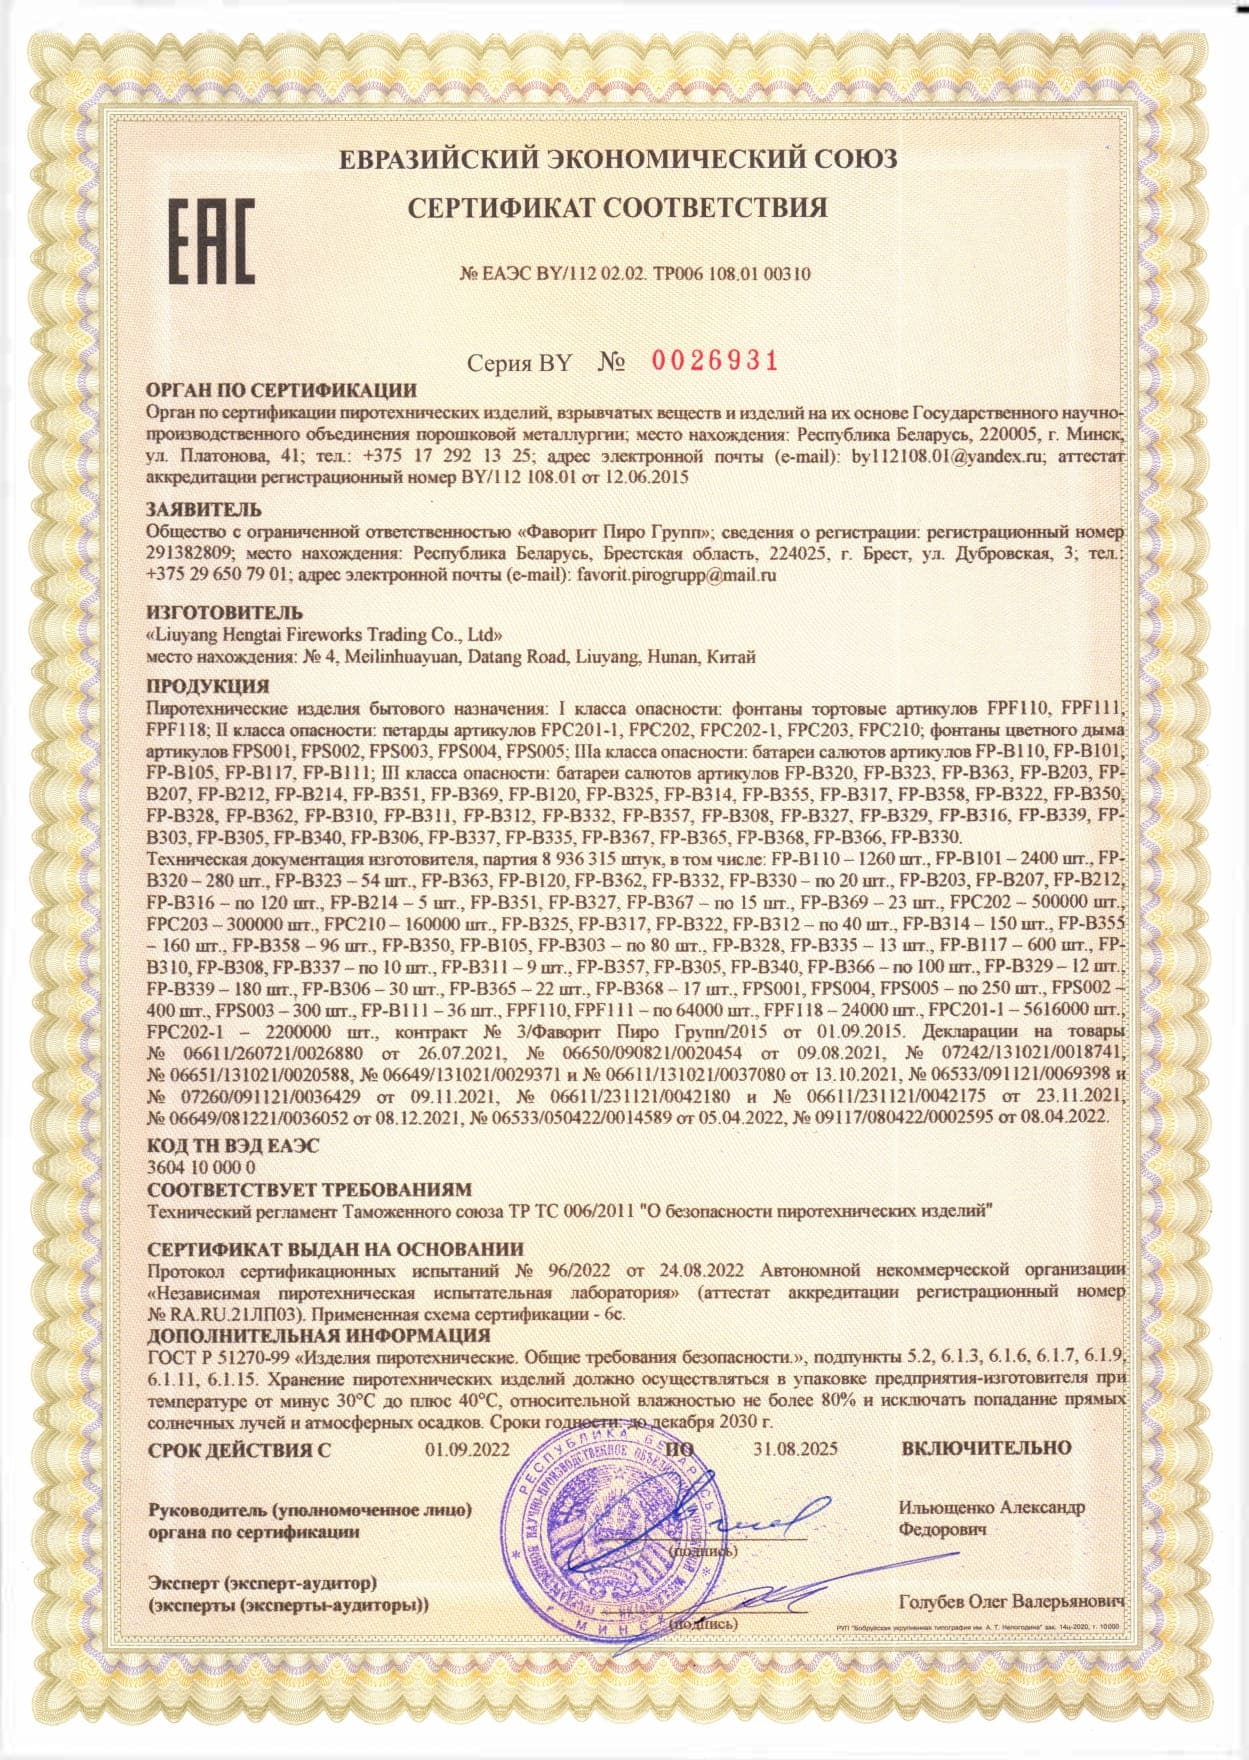 ЕВРАЗИЙСКИЙ ЭКОНОМИЧЕСКИЙ СОЮЗ
EAC
СЕРТИФИКАТ СООТВЕТСТВИЯ
№ ЕАЭС BY/112 02.02. ТР006 108.01 00310
Серия BY № 0026931
ОРГАН ПО СЕРТИФИКАЦИИ
Орган по сертификации пиротехнических изделий, взрывчатых веществ и изделий на их основе Государственного научно-
производственного объединения порошковой металлургии; место нахождения: Республика Беларусь, 220005, г. Минск,
ул. Платонова, 41; тел.: +375 17 292 13 25; адрес электронной почты (e-mail): by112108.01@yandex.ru; аттестат
аккредитации регистрационный номер BY/112 108.01 от 12.06.2015
ЗАЯВИТЕЛЬ
Общество с ограниченной ответственностью «Фаворит Пиро Групп»; сведения о регистрации: регистрационный номер
291382809; место нахождения: Республика Беларусь, Брестская область, 224025, г. Брест, ул. Дубровская, 3; тел.:
+375 29 650 79 01; адрес электронной почты (e-mail): favorit.pirogrupp@mail.ru
ИЗГОТОВИТЕЛЬ
«Liuyang Hengtai Fireworks Trading Co., Ltd»
место нахождения: № 4, Meilinhuayuan, Datang Road, Liuyang, Hunan, Китай
ПРОДУКЦИЯ
Пиротехнические изделия бытового назначения: I класса опасности: фонтаны тортовые артикулов FPF110, FPF111,
FPF118; II класса опасности: петарды артикулов FPC201-1, FPC202, FPC202-1, FPC203, FPC210; фонтаны цветного дыма
артикулов FPS001, FPS002, FPS003, FPS004, FPS005; IIIа класса опасности: батареи салютов артикулов FP-B110, FP-B101,
FP-B105, FP-B117, FP-B111; III класса опасности: батареи салютов артикулов FP-B320, FP-B323, FP-B363, FP-B203, FP-
B207, FP-B212, FP-B214, FP-B351, FP-B369, FP-B120, FP-B325, FP-B314, FP-B355, FP-B317, FP-B358, FP-B322, FP-B350,
FP-B328, FP-B362, FP-B310, FP-B311, FP-B312, FP-B332, FP-B357, FP-B308, FP-B327, FP-B329, FP-B316, FP-B339, FP-
B303, FP-B305, FP-B340, FP-B306, FP-B337, FP-B335, FP-B367, FP-B365, FP-B368, FP-B366, FP-B330.
Техническая документация изготовителя, партия 8 936 315 штук, в том числе: FP-B110 – 1260 шт., FP-B101 – 2400 шт., FP-
B320 – 280 шт., FP-B323 – 54 шт., FP-B363, FP-B120, FP-B362, FP-B332, FP-B330 – по 20 шт., FP-B203, FP-B207, FP-B212,
FP-B316 – по 120 шт., FP-B214 – 5 шт., FP-B351, FP-B327, FP-B367 – по 15 шт., FP-B369 – 23 шт., FPC202 – 500000 шт.,
FPC203 – 300000 шт., FPC210 – 160000 шт., FP-B325, FP-B317, FP-B322, FP-B312 – по 40 шт., FP-B314 – 150 шт., FP-B355
– 160 шт., FP-B358 – 96 шт., FP-B350, FP-B105, FP-B303 – по 80 шт., FP-B328, FP-B335 – 13 шт., FP-B117 – 600 шт., FP-
B310, FP-B308, FP-B337 – по 10 шт., FP-B311 – 9 шт., FP-B357, FP-B305, FP-B340, FP-B366 – по 100 шт., FP-B329 – 12 шт.,
FP-B339 – 180 шт., FP-B306 – 30 шт., FP-B365 – 22 шт., FP-B368 – 17 шт., FPS001, FPS004, FPS005 – по 250 шт., FPS002 –
400 шт., FPS003 – 300 шт., FP-B111 – 36 шт., FPF110, FPF111 – по 64000 шт., FPF118 – 24000 шт., FPC201-1 – 5616000 шт.,
FPC202-1 – 2200000 шт., контракт № 3/Фаворит Пиро Групп/2015 от 01.09.2015. Декларации на товары
№ 06611/260721/0026880 от 26.07.2021, № 06650/090821/0020454 от 09.08.2021, № 07242/131021/0018741,
№ 06651/131021/0020588, № 06649/131021/0029371 и № 06611/131021/0037080 от 13.10.2021, № 06533/091121/0069398 и
№ 07260/091121/0036429 от 09.11.2021, № 06611/231121/0042180 и № 06611/231121/0042175 от 23.11.2021,
№ 06649/081221/0036052 от 08.12.2021, № 06533/050422/0014589 от 05.04.2022, № 09117/080422/0002595 от 08.04.2022.
КОД ТН ВЭД ЕАЭС
3604 10 000 0
СООТВЕТСТВУЕТ ТРЕБОВАНИЯМ
Технический регламент Таможенного союза ТР ТС 006/2011 "О безопасности пиротехнических изделий"
СЕРТИФИКАТ ВЫДАН НА ОСНОВАНИИ
Протокол сертификационных испытаний № 96/2022 от 24.08.2022 Автономной некоммерческой организации
«Независимая пиротехническая испытательная лаборатория» (аттестат аккредитации регистрационный номер
№ RA.RU.21ЛП03). Примененная схема сертификации - 6с.
ДОПОЛНИТЕЛЬНАЯ ИНФОРМАЦИЯ
ГОСТ Р 51270-99 «Изделия пиротехнические. Общие требования безопасности.», подпункты 5.2, 6.1.3, 6.1.6, 6.1.7, 6.1.9,
6.1.11, 6.1.15. Хранение пиротехнических изделий должно осуществляться в упаковке предприятия-изготовителя при
температуре от минус 30°С до плюс 40°С, относительной влажностью не более 80% и исключать попадание прямых
солнечных лучей и атмосферных осадков. Сроки годности: до декабря 2030 г.
СРОК ДЕЙСТВИЯ С 01.09.2022 ПО 31.08.2025 ВКЛЮЧИТЕЛЬНО
Руководитель (уполномоченное лицо)
органа по сертификации
(подпись)
Ильющенко Александр
Федорович
Эксперт (эксперт-аудитор)
(эксперты (эксперты-аудиторы))
(подпись)
Голубев Олег Валерьянович
РУП "Бобруйская укрупненная типография им. А. Т. Непогодина" зак. 14ц-2020, т. 10000
РЕСПУБЛИКА БЕЛАРУСЬ
г. МИНСК